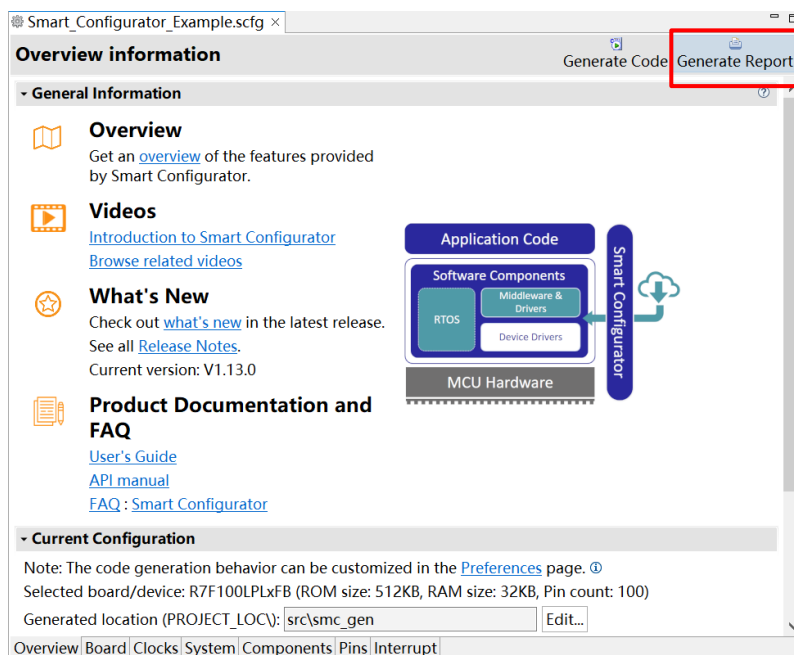 Smart_Configurator_Example.scfg ×
Overview information
Generate Code Generate Report
General Information
Overview
Get an overview of the features provided
by Smart Configurator.
Videos
Introduction to Smart Configurator
Browse related videos
What's New
Check out what's new in the latest release.
See all Release Notes.
Current version: V1.13.0
Product Documentation and
FAQ
User's Guide
API manual
FAQ : Smart Configurator
Application Code
Software Components
RTOS
Middleware &
Drivers
Device Drivers
MCU Hardware
Smart Configurator
Current Configuration
Note: The code generation behavior can be customized in the Preferences page.
Selected board/device: R7F100LPLxFB (ROM size: 512KB, RAM size: 32KB, Pin count: 100)
Generated location (PROJECT_LOC\): src\smc_gen Edit...
Overview Board Clocks System Components Pins Interrupt